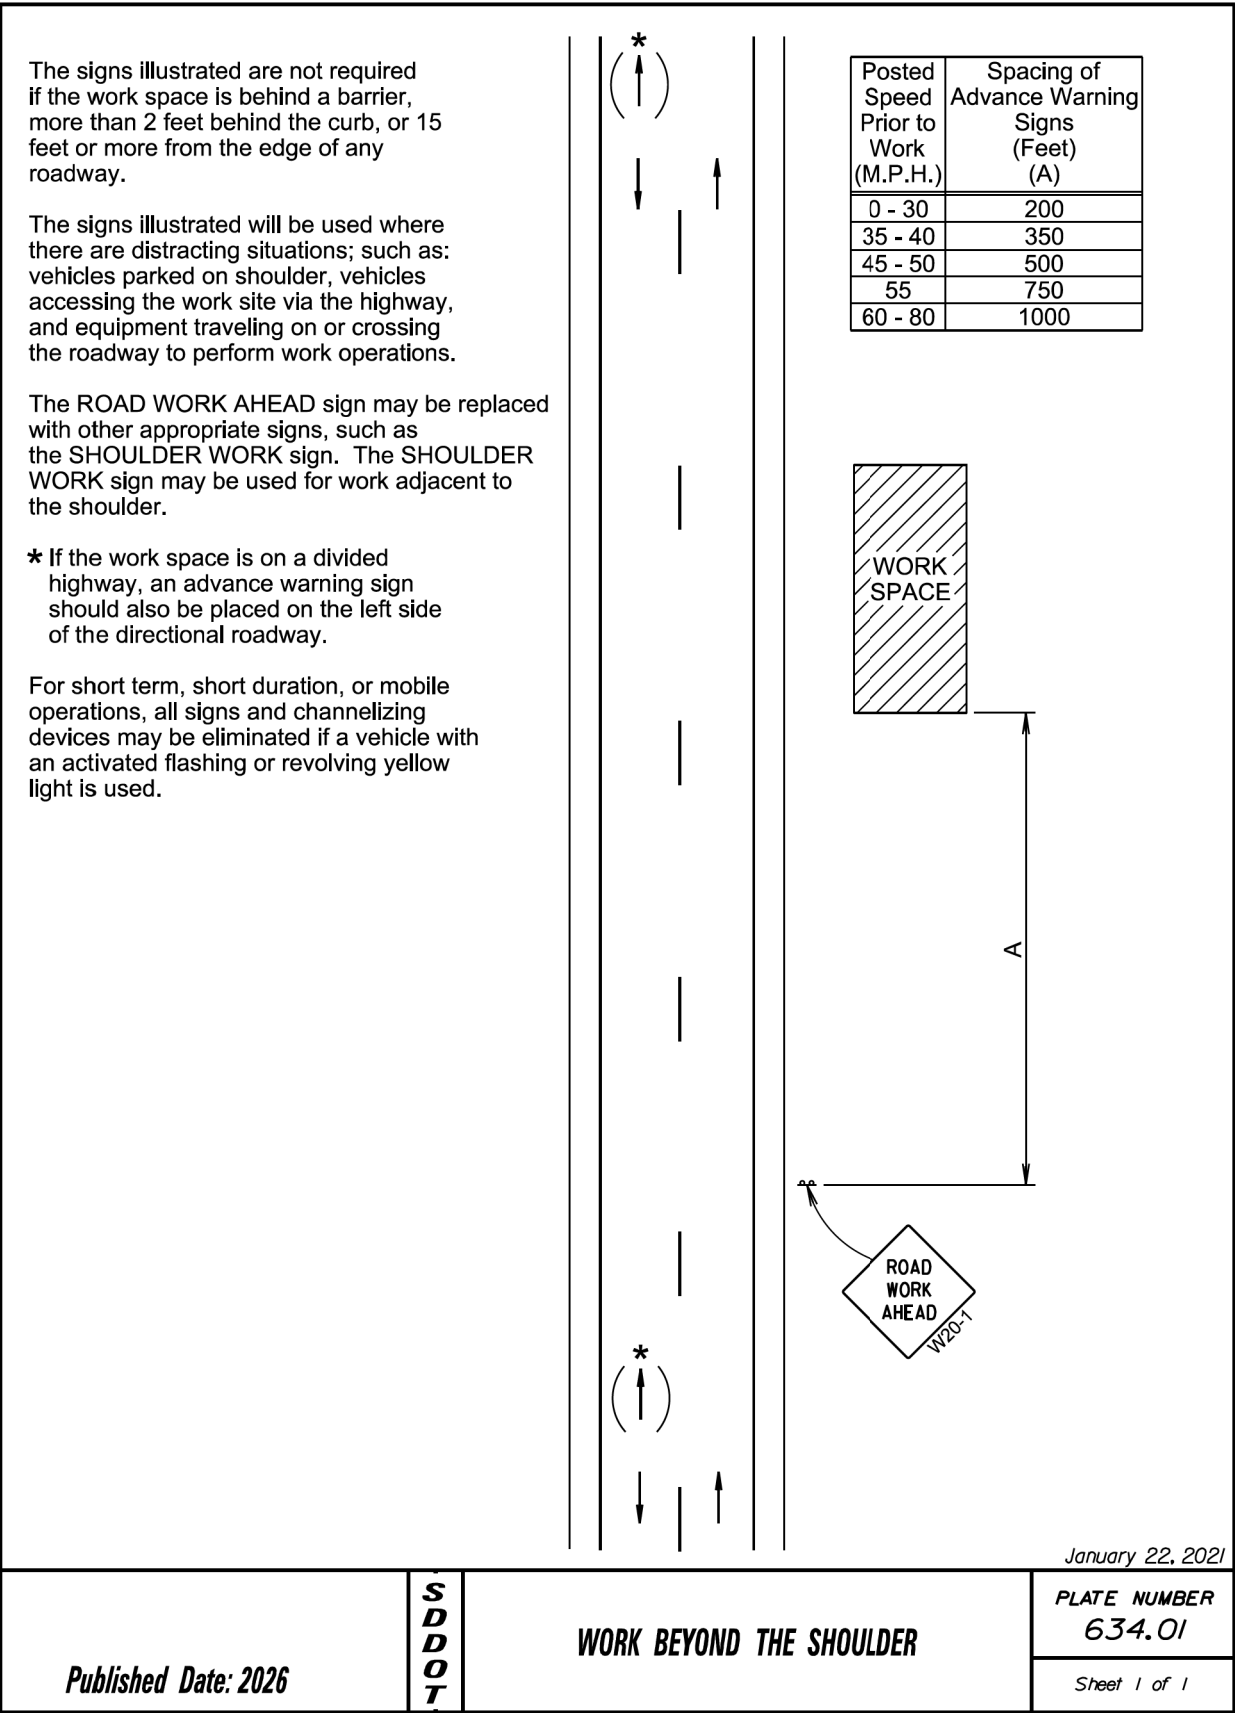 The signs illustrated are not required
if the work space is behind a barrier,
more than 2 feet behind the curb, or 15
feet or more from the edge of any
roadway.
The signs illustrated will be used where
there are distracting situations; such as:
vehicles parked on shoulder, vehicles
accessing the work site via the highway,
and equipment traveling on or crossing
the roadway to perform work operations.
The ROAD WORK AHEAD sign may be replaced
with other appropriate signs, such as
the SHOULDER WORK sign.  The SHOULDER
WORK sign may be used for work adjacent to
the shoulder.
* If the work space is on a divided
highway, an advance warning sign
should also be placed on the left side
of the directional roadway.
For short term, short duration, or mobile
operations, all signs and channelizing
devices may be eliminated if a vehicle with
an activated flashing or revolving yellow
light is used.
*
Posted Speed Prior to Work (M.P.H.)
Spacing of Advance Warning Signs (Feet) (A)
0 - 30 200
35 - 40 350
45 - 50 500
55 750
60 - 80 1000
WORK
SPACE
A
ROAD
WORK
AHEAD
W20-1
*
January 22, 2021
Published Date: 2026
SDDOT
WORK BEYOND THE SHOULDER
PLATE NUMBER
634.01
Sheet 1 of 1